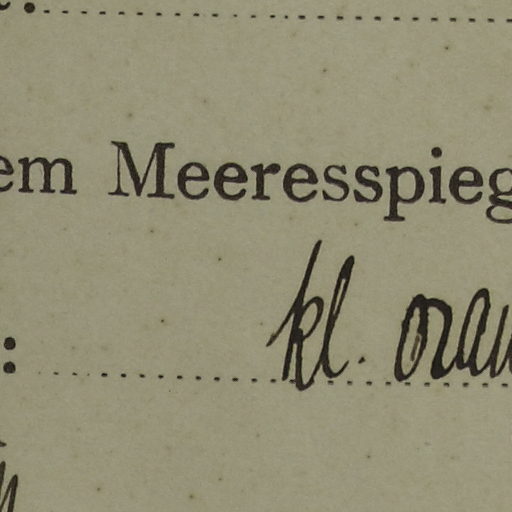 em Meeresspieg
: kl. oran